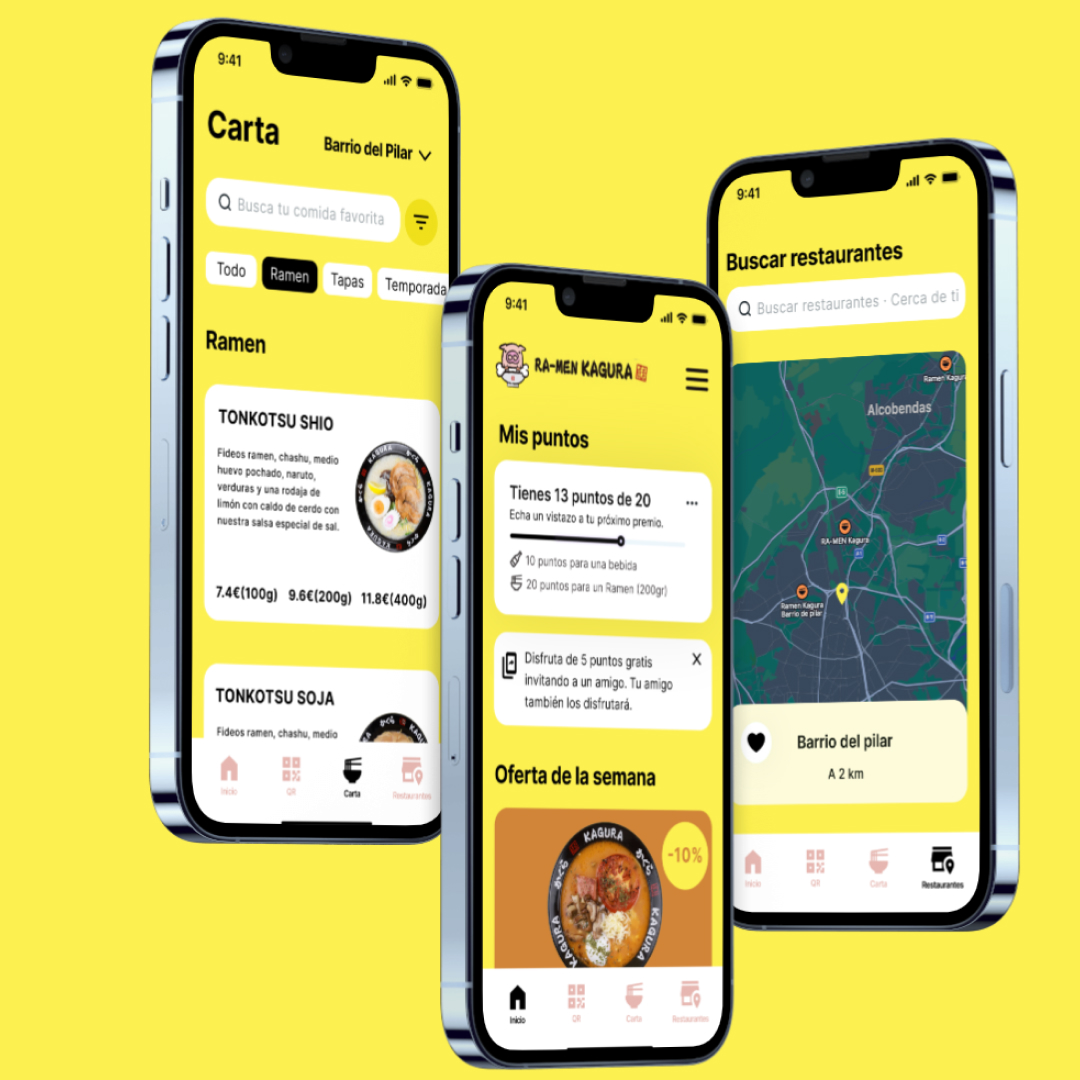 9:41
Carta
Barrio del Pilar
Busca tu comida favorita
Todo
Ramen
Tapas
Temporada
Ramen
TONKOTSU SHIO
Fideos ramen, chashu, medio
huevo pochado, naruto,
verduras y una rodaja de
limón con caldo de cerdo con
nuestra salsa especial de sal.
KAGURA
KAGURA
KAGURA
7.4€(100g)
9.6€(200g)
11.8€(400g)
TONKOTSU SOJA
Fideos ramen, chashu, medio
Inicio
QR
Carta
Restaurantes
9:41
RA-MEN KAGURA
Mis puntos
Tienes 13 puntos de 20
Echa un vistazo a tu próximo premio.
10 puntos para una bebida
20 puntos para un Ramen (200gr)
Disfruta de 5 puntos gratis
invitando a un amigo. Tu amigo
también los disfrutará.
Oferta de la semana
KAGURA
かぐら
KAGURA
KAGURA
-10%
Inicio
QR
Carta
Restaurantes
9:41
Buscar restaurantes
Buscar restaurantes · Cerca de ti
Ramen Kagura
Alcobendas
RA-MEN Kagura
Ramen Kagura
Barrio de pilar
Barrio del pilar
A 2 km
Inicio
QR
Carta
Restaurantes